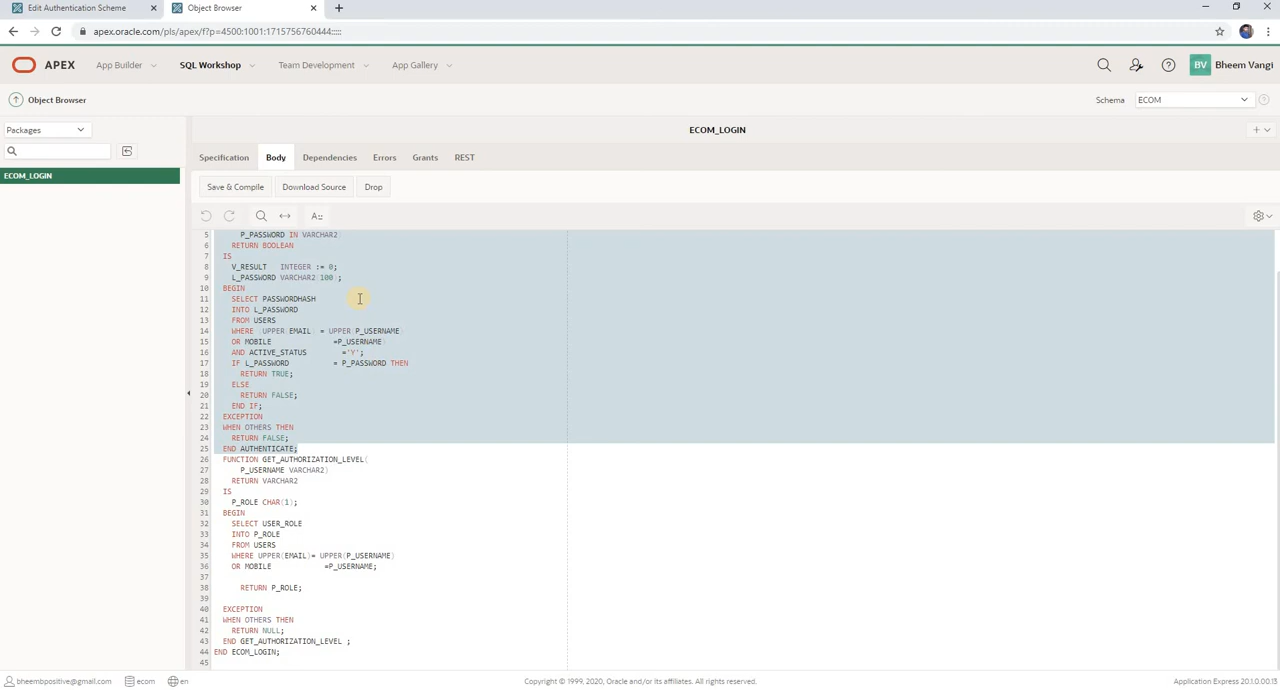 Edit Authentication Scheme
Object Browser
apex.oracle.com/pls/apex/f?p=4500:1001:1715756760444:::::
APEX App Builder SQL Workshop Team Development App Gallery BV Bheem Vangi
Object Browser Schema ECOM
Packages ECOM_LOGIN
ECOM_LOGIN
Specification Body Dependencies Errors Grants REST
Save & Compile Download Source Drop
5 P_PASSWORD IN VARCHAR2)
6 RETURN BOOLEAN
7 IS
8 V_RESULT INTEGER := 0;
9 L_PASSWORD VARCHAR2(100);
10 BEGIN
11 SELECT PASSWORDHASH
12 INTO L_PASSWORD
13 FROM USERS
14 WHERE (UPPER(EMAIL) = UPPER(P_USERNAME)
15 OR MOBILE =P_USERNAME)
16 AND ACTIVE_STATUS ='Y';
17 IF L_PASSWORD = P_PASSWORD THEN
18 RETURN TRUE;
19 ELSE
20 RETURN FALSE;
21 END IF;
22 EXCEPTION
23 WHEN OTHERS THEN
24 RETURN FALSE;
25 END AUTHENTICATE;
26 FUNCTION GET_AUTHORIZATION_LEVEL(
27 P_USERNAME VARCHAR2)
28 RETURN VARCHAR2
29 IS
30 P_ROLE CHAR(1);
31 BEGIN
32 SELECT USER_ROLE
33 INTO P_ROLE
34 FROM USERS
35 WHERE UPPER(EMAIL)= UPPER(P_USERNAME)
36 OR MOBILE =P_USERNAME;
37
38 RETURN P_ROLE;
39
40 EXCEPTION
41 WHEN OTHERS THEN
42 RETURN NULL;
43 END GET_AUTHORIZATION_LEVEL ;
44 END ECOM_LOGIN;
45
bheembpositive@gmail.com ecom en Copyright © 1999, 2020, Oracle and/or its affiliates. All rights reserved. Application Express 20.1.0.00.13